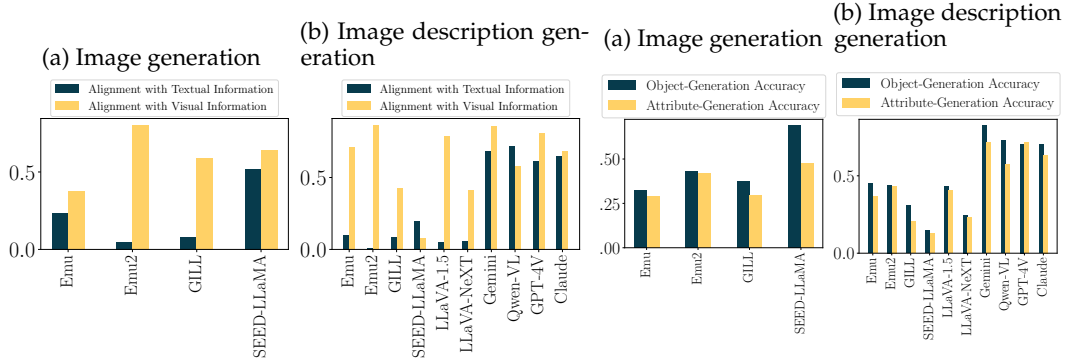 (a) Image generation
Alignment with Textual Information
Alignment with Visual Information
0.5
0.0
Emu
Emu2
GILL
SEED-LLaMA
(b) Image description gen-
eration
Alignment with Textual Information
Alignment with Visual Information
0.5
0.0
Emu
Emu2
GILL
SEED-LLaMA
LLaVA-1.5
LLaVA-NeXT
Gemini
Qwen-VL
GPT-4V
Claude
(a) Image generation
Object-Generation Accuracy
Attribute-Generation Accuracy
.50
.25
.00
Emu
Emu2
GILL
SEED-LLaMA
(b) Image description
generation
Object-Generation Accuracy
Attribute-Generation Accuracy
0.5
0.0
Emu
Emu2
GILL
SEED-LLaMA
LLaVA-1.5
LLaVA-NeXT
Gemini
Qwen-VL
GPT-4V
Claude